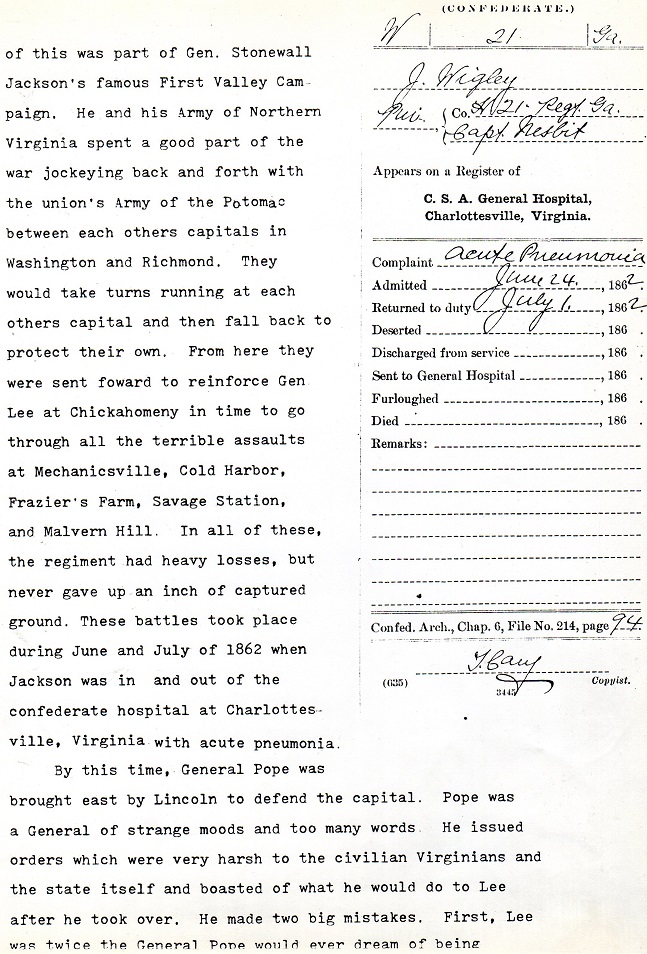 of this was part of Gen. Stonewall
Jackson's famous First Valley Cam-
paign. He and his Army of Northern
Virginia spent a good part of the
war jockeying back and forth with
the union's Army of the Potomac
between each others capitals in
Washington and Richmond. They
would take turns running at each
others capital and then fall back to
protect their own. From here they
were sent foward to reinforce Gen
Lee at Chickahomeny in time to go
through all the terrible assaults
at Mechanicsville, Cold Harbor,
Frazier's Farm, Savage Station,
and Malvern Hill. In all of these,
the regiment had heavy losses, but
never gave up an inch of captured
ground. These battles took place
during June and July of 1862 when
Jackson was in and out of the
confederate hospital at Charlottes-
ville, Virginia with acute pneumonia.
By this time, General Pope was
brought east by Lincoln to defend the capital. Pope was
a General of strange moods and too many words. He issued
orders which were very harsh to the civilian Virginians and
the state itself and boasted of what he would do to Lee
after he took over. He made two big mistakes. First, Lee
was twice the General Pope would ever dream of being
(CONFEDERATE.)
W 21 Ga.
J. Wigley
Priv. Co. H 21 Regt. Ga.
Capt. Nesbit
Appears on a Register of
C. S. A. General Hospital,
Charlottesville, Virginia.
Complaint Acute Pneumonia
Admitted June 24., 1862
Returned to duty July 1., 1862
Deserted, 186 .
Discharged from service, 186 .
Sent to General Hospital, 186 .
Furloughed, 186 .
Died, 186 .
Remarks:
Confed. Arch., Chap. 6, File No. 214, page 94
(635) 3445 Copyist.